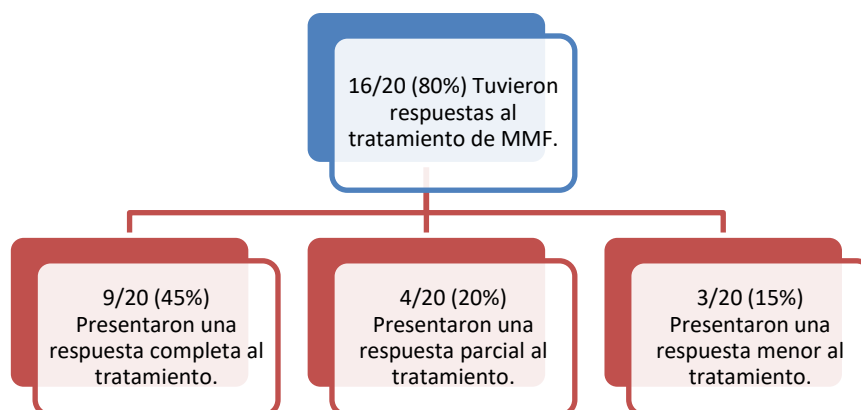 16/20 (80%) Tuvieron
respuestas al
tratamiento de MMF.
9/20 (45%)
Presentaron una
respuesta completa al
tratamiento.
4/20 (20%)
Presentaron una
respuesta parcial al
tratamiento.
3/20 (15%)
Presentaron una
respuesta menor al
tratamiento.